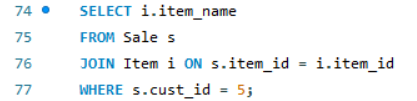 74 SELECT i.item_name
75 FROM Sale s
76 JOIN Item i ON s.item_id = i.item_id
77 WHERE s.cust_id = 5;